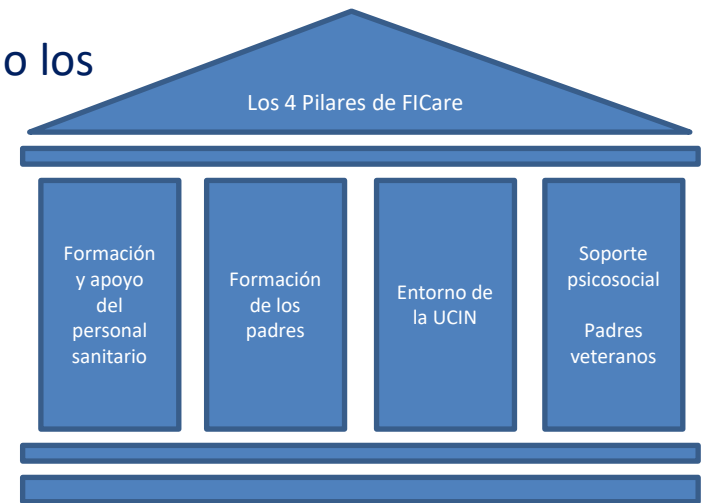 o los
Los 4 Pilares de FICare
Formación
y apoyo
del
personal
sanitario
Formación
de los
padres
Entorno de
la UCIN
Soporte
psicosocial
Padres
veteranos